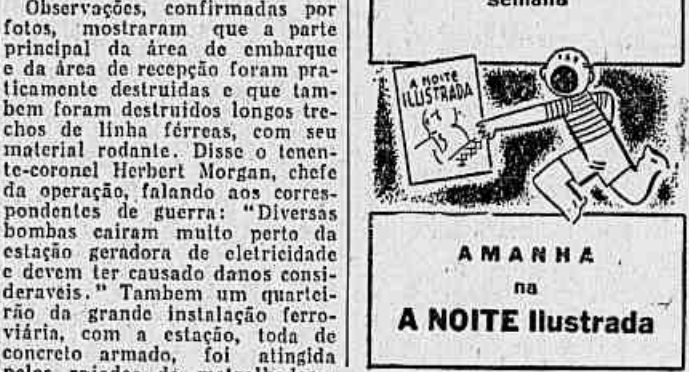 Observações, confirmadas por
fotos, mostraram que a parte
principal da área de embarque
e da área de recepção foram pra-
ticamente destruidas e que tam-
bem foram destruidos longos tre-
chos de linha férreas, com seu
material rodante. Disse o tenen-
te-coronel Herbert Morgan, chefe
da operação, falando aos corres-
pondentes de guerra: "Diversas
bombas cairam muito perto da
estação geradora de eletricidade
e devem ter causado danos consi-
deraveis." Tambem um quartei-
rão da grande instalação ferro-
viária, com a estação, toda de
concreto armado, foi atingida
semana
A NOITE
ILUSTRADA
AMANHÃ
na
A NOITE Ilustrada